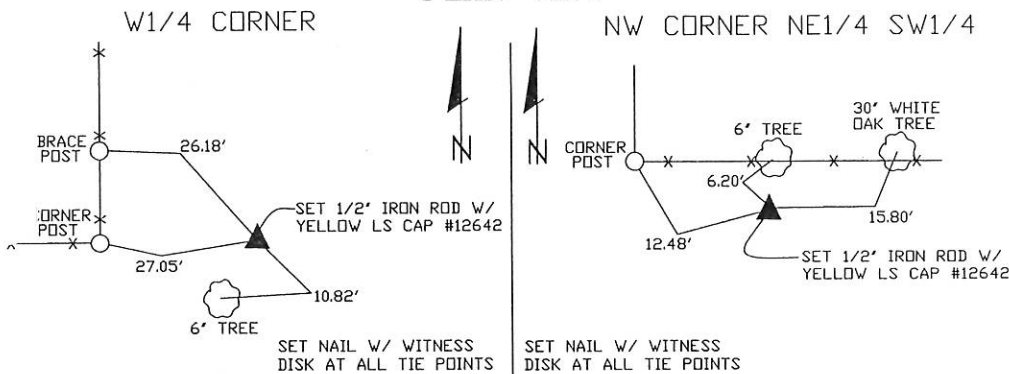 W1/4 CORNER
BRACE
POST
26.18'
CORNER
POST
27.05'
SET 1/2" IRON ROD W/
YELLOW LS CAP #12642
10.82'
6" TREE
SET NAIL W/ WITNESS
DISK AT ALL TIE POINTS
N
N
NW CORNER NE1/4 SW1/4
30" WHITE
OAK TREE
6" TREE
CORNER
POST
6.20'
12.48'
15.80'
SET 1/2" IRON ROD W/
YELLOW LS CAP #12642
SET NAIL W/ WITNESS
DISK AT ALL TIE POINTS